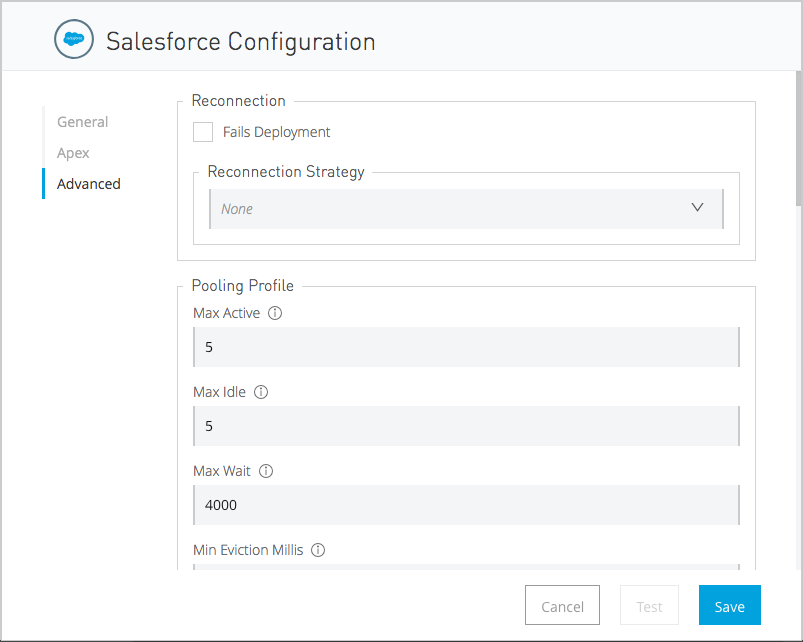 Salesforce Configuration
General
Apex
Advanced
Reconnection
Fails Deployment
Reconnection Strategy
None
Pooling Profile
Max Active
5
Max Idle
5
Max Wait
4000
Min Eviction Millis
Cancel
Test
Save